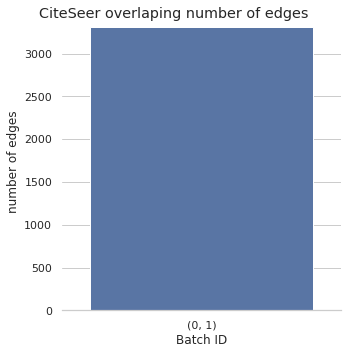 CiteSeer overlaping number of edges
3000
2500
2000
1500
1000
500
0
number of edges
(0, 1)
Batch ID